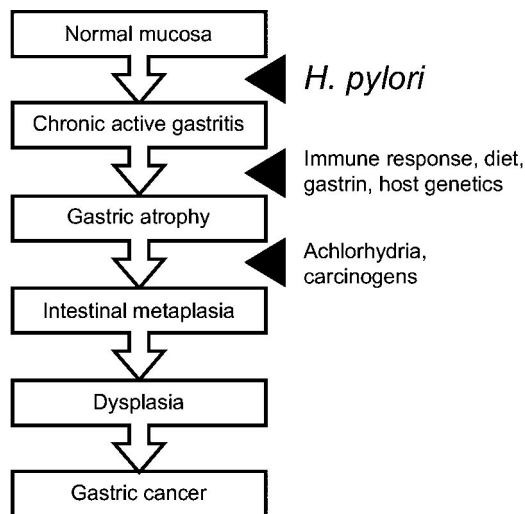 Normal mucosa
H. pylori
Chronic active gastritis
Immune response, diet,
gastrin, host genetics
Gastric atrophy
Achlorhydria,
carcinogens
Intestinal metaplasia
Dysplasia
Gastric cancer